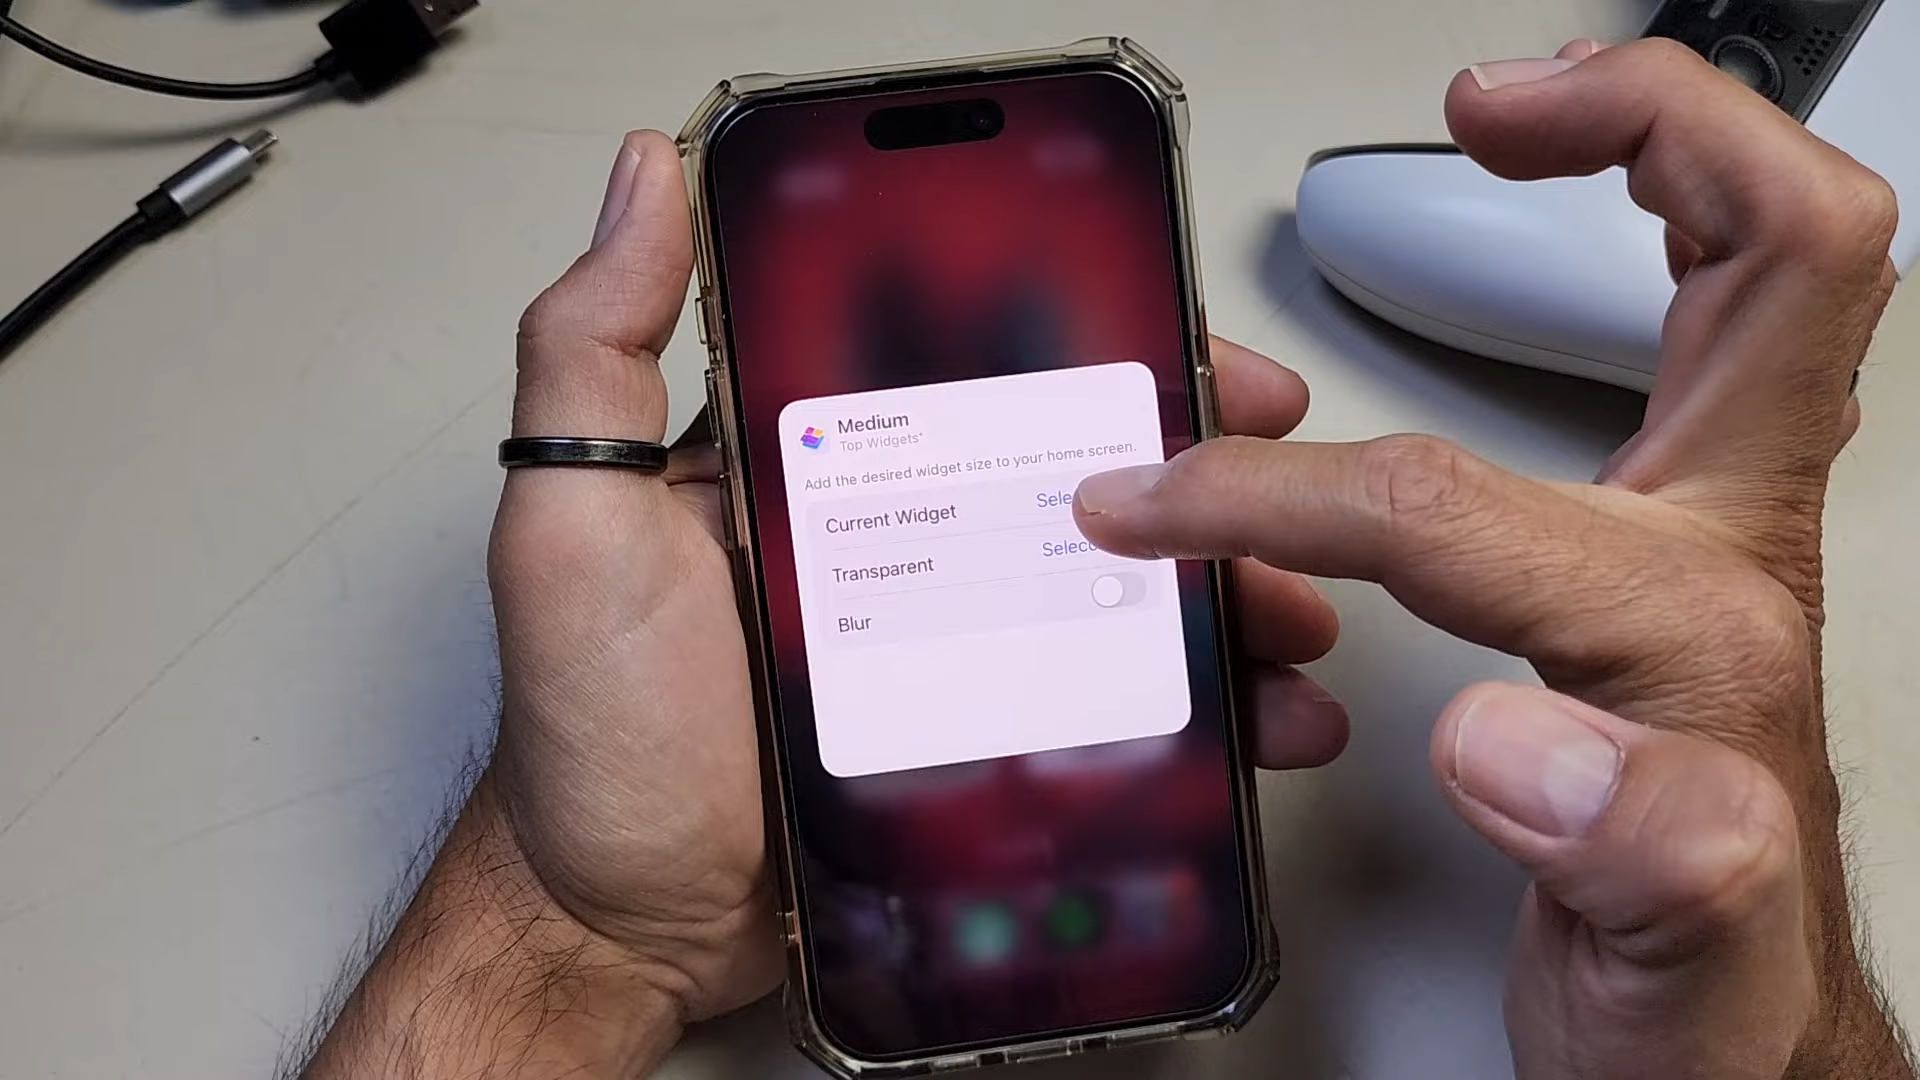 Medium
Top Widgets+
Add the desired widget size to your home screen.
Current Widget
Transparent
Blur